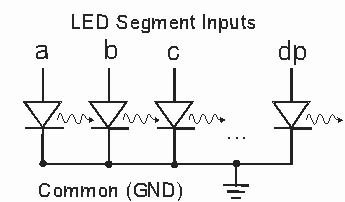 LED Segment Inputs
a b c dp
...
Common (GND)